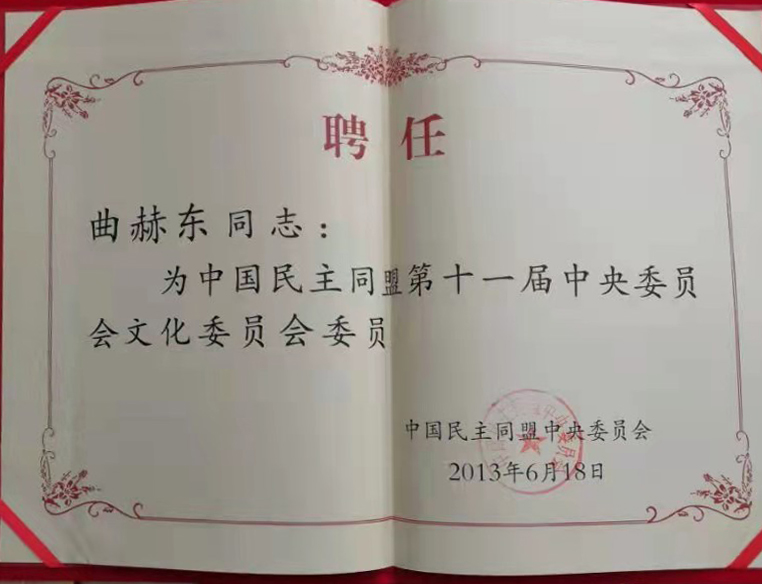 聘任
曲赫东同志：
为中国民主同盟第十一届中央委员
会文化委员会委员
中国民主同盟中央委员会
2013年6月18日